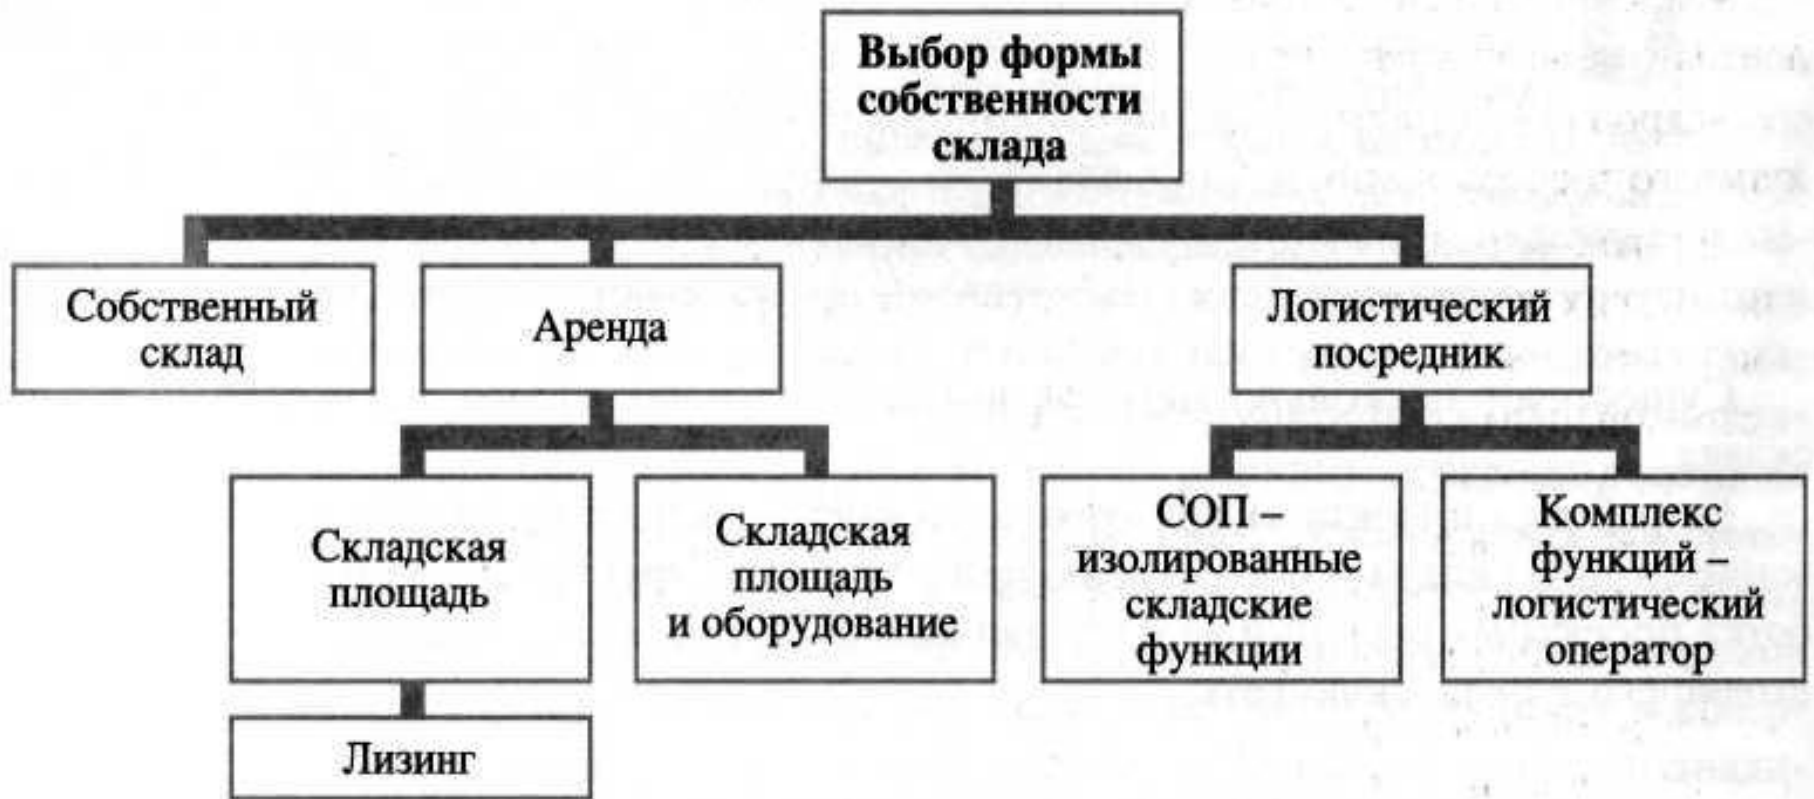 Выбор формы
собственности
склада
Собственный
склад
Аренда
Логистический
посредник
Складская
площадь
Складская
площадь
и оборудование
СОП –
изолированные
складские
функции
Комплекс
функций –
логистический
оператор
Лизинг